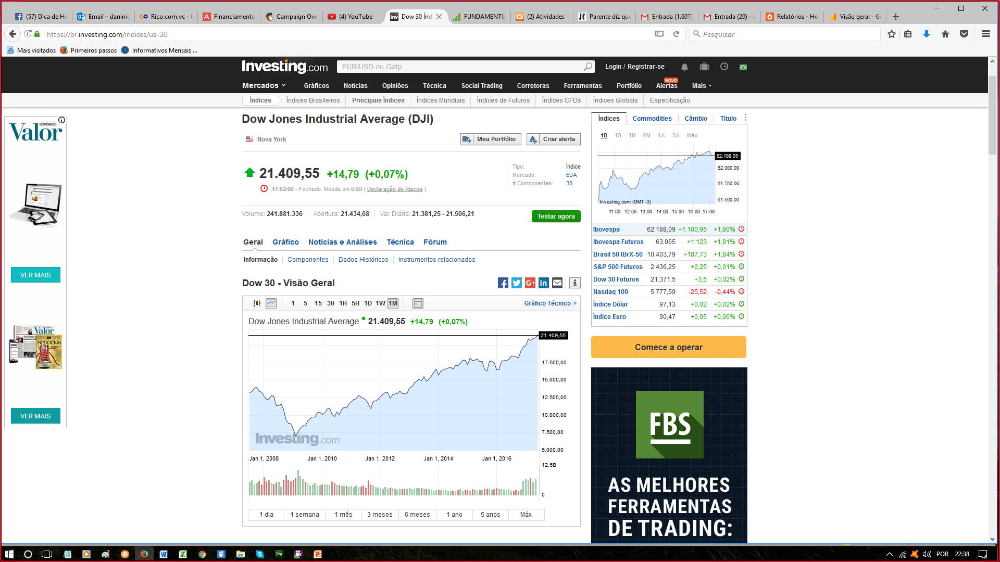 (57) Dica de Ho
Email – daninig
Rico.com.vc - M
Financiamento
Campaign Ove
(4) YouTube
Dow 30 Índ
FUNDAMENTU
(2) Atividades -
Parente diz que
Entrada (1.607)
Entrada (20) - d
Relatórios - Ho
Visão geral - G
https://br.investing.com/indices/us-30
Pesquisar
Mais visitados
Primeiros passos
Informativos Mensais ...
Investing.com
EUR/USD ou Galp
Login / Registrar-se
Mercados
Gráficos
Notícias
Opiniões
Técnica
Social Trading
Corretoras
Ferramentas
Portfólio
Alertas
NOVO
Mais
Índices
Índices Brasileiros
Principais Índices
Índices Mundiais
Índices de Futuros
Índices CFDs
Índices Globais
Especificação
Valor
ECONÔMICO
VER MAIS
Valor
NEGÓCIOS
VER MAIS
Dow Jones Industrial Average (DJI)
Nova York
Meu Portfólio
Criar alerta
21.409,55 +14,79 (+0,07%)
17:52:00 - Fechado. Moeda em USD ( Declaração de Riscos )
Tipo: Índice
Mercado: EUA
# Componentes: 30
Volume: 241.881.336
Abertura: 21.434,68
Var. Diária: 21.381,25 - 21.506,21
Testar agora
Geral
Gráfico
Notícias e Análises
Técnica
Fórum
Informação
Componentes
Dados Históricos
Instrumentos relacionados
Dow 30 - Visão Geral
1 5 15 30 1H 5H 1D 1W 1M
Gráfico Técnico »
Dow Jones Industrial Average 21.409,55 +14,79 (+0,07%)
21.409,55
17.500,00
15.000,00
12.500,00
10.000,00
7.500,00
5.000,00
Investing.com
Jan 1, 2008
Jan 1, 2010
Jan 1, 2012
Jan 1, 2014
Jan 1, 2016
12.5B
0
1 dia
1 semana
1 mês
3 meses
6 meses
1 ano
5 anos
Máx.
Índices
Commodities
Câmbio
Título
1D 1S 1M 6M 1A 5A Máx.
62.188,09
62.000,00
61.750,00
61.500,00
Investing.com (GMT -3)
11:00 12:00 13:00 14:00 15:00 16:00 17:00
Ibovespa 62.188,09 +1.100,95 +1,80%
Ibovespa Futuros 63.065 +1.123 +1,81%
Brasil 50 IBrX-50 10.403,79 +187,73 +1,84%
S&P 500 Futuros 2.436,25 +0,25 +0,01%
Dow 30 Futuros 21.371,5 +3,5 +0,02%
Nasdaq 100 5.777,59 -25,52 -0,44%
Índice Dólar 97,13 +0,02 +0,02%
Índice Euro 90,47 +0,05 +0,06%
Comece a operar
FBS
AS MELHORES
FERRAMENTAS
DE TRADING:
POR
22:38